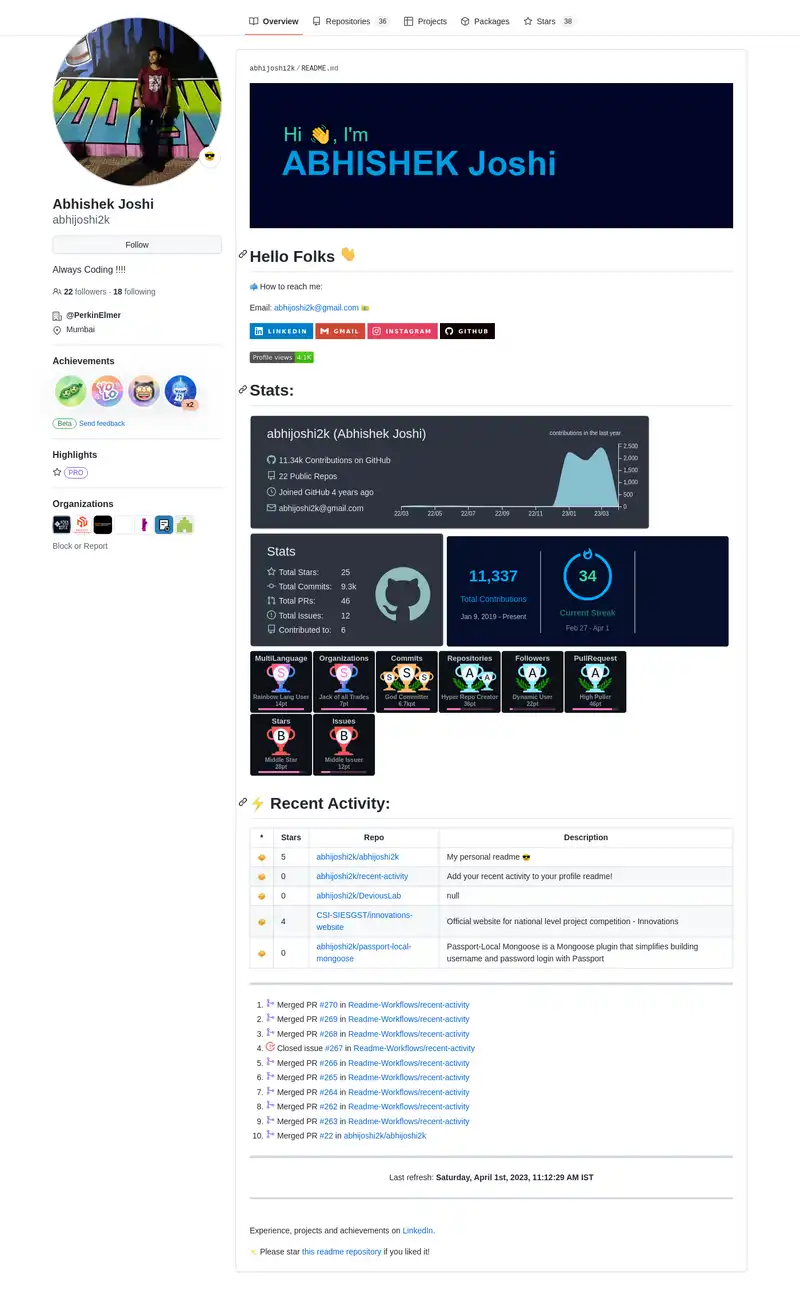 Overview Repositories 36 Projects Packages Stars 38
Abhishek Joshi
abhijoshi2k
Follow
Always Coding !!!!
22 followers · 18 following
@PerkinElmer
Mumbai
Achievements
x2
Beta Send feedback
Highlights
PRO
Organizations
Block or Report
abhijoshi2k / README.md
Hi 👋, I'm
ABHISHEK Joshi
Hello Folks 👋
📫 How to reach me:
Email: abhijoshi2k@gmail.com
LINKEDIN GMAIL INSTAGRAM GITHUB
Profile views 4.1K
Stats:
abhijoshi2k (Abhishek Joshi)
contributions in the last year
11.34k Contributions on GitHub
22 Public Repos
Joined GitHub 4 years ago
abhijoshi2k@gmail.com
2,500
2,000
1,500
1,000
500
0
22/03 22/05 22/07 22/09 22/11 23/01 23/03
Stats
Total Stars: 25
Total Commits: 9.3k
Total PRs: 46
Total Issues: 12
Contributed to: 6
11,337
Total Contributions
Jan 9, 2019 - Present
34
Current Streak
Feb 27 - Apr 1
MultiLanguage
S
Rainbow Lang User
14pt
Organizations
S
Jack of all Trades
7pt
Commits
S S S
God Committer
6.7kpt
Repositories
A A
Hyper Repo Creator
36pt
Followers
A
Dynamic User
22pt
PullRequest
A
High Puller
46pt
Stars
B
Middle Star
28pt
Issues
B
Middle Issuer
12pt
⚡ Recent Activity:
* Stars Repo Description
5 abhijoshi2k/abhijoshi2k My personal readme 😎
0 abhijoshi2k/recent-activity Add your recent activity to your profile readme!
0 abhijoshi2k/DeviousLab null
4 CSI-SIESGST/innovations-website Official website for national level project competition - Innovations
0 abhijoshi2k/passport-local-mongoose Passport-Local Mongoose is a Mongoose plugin that simplifies building
username and password login with Passport
1. Merged PR #270 in Readme-Workflows/recent-activity
2. Merged PR #269 in Readme-Workflows/recent-activity
3. Merged PR #268 in Readme-Workflows/recent-activity
4. Closed issue #267 in Readme-Workflows/recent-activity
5. Merged PR #266 in Readme-Workflows/recent-activity
6. Merged PR #265 in Readme-Workflows/recent-activity
7. Merged PR #264 in Readme-Workflows/recent-activity
8. Merged PR #262 in Readme-Workflows/recent-activity
9. Merged PR #263 in Readme-Workflows/recent-activity
10. Merged PR #22 in abhijoshi2k/abhijoshi2k
Last refresh: Saturday, April 1st, 2023, 11:12:29 AM IST
Experience, projects and achievements on LinkedIn.
Please star this readme repository if you liked it!